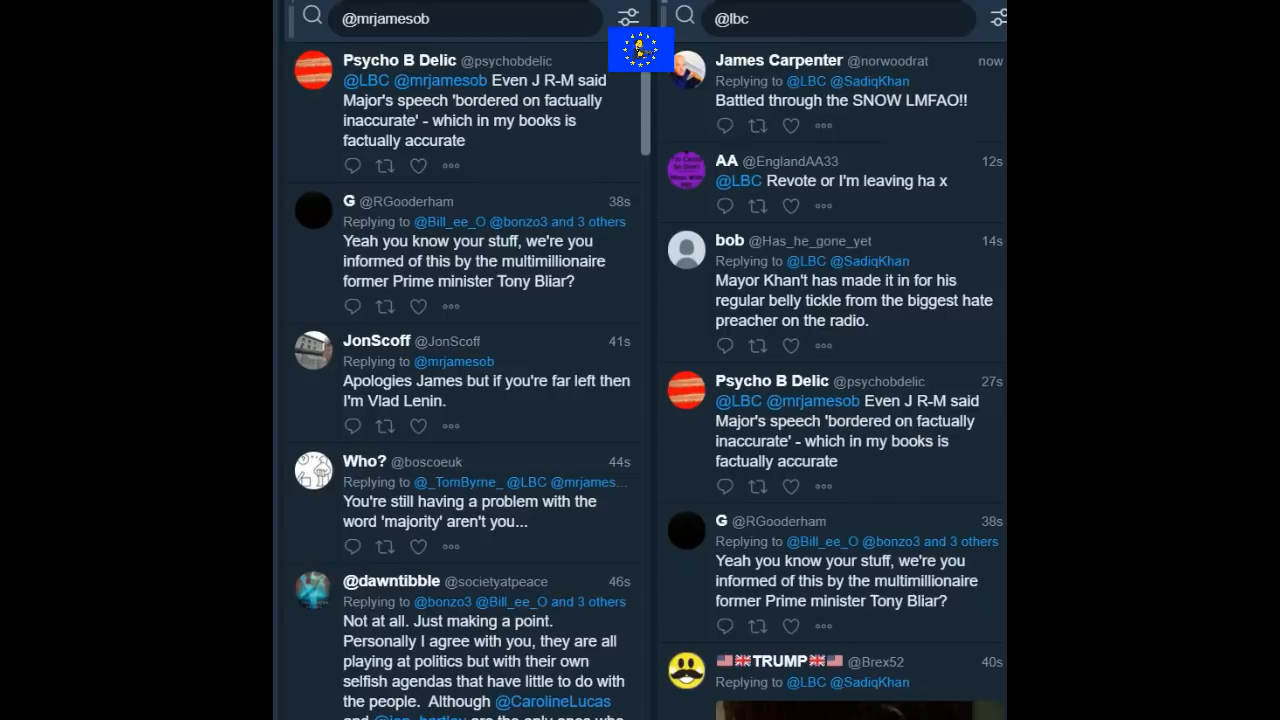 @mrjamesob
Psycho B Delic @psychobdelic
@LBC @mrjamesob Even J R-M said
Major's speech 'bordered on factually
inaccurate' - which in my books is
factually accurate
G @RGooderham 38s
Replying to @Bill_ee_O @bonzo3 and 3 others
Yeah you know your stuff, we're you
informed of this by the multimillionaire
former Prime minister Tony Bliar?
JonScoff @JonScoff 41s
Replying to @mrjamesob
Apologies James but if you're far left then
I'm Vlad Lenin.
Who? @boscoeuk 44s
Replying to @_TomByrne_ @LBC @mrjames...
You're still having a problem with the
word 'majority' aren't you...
@dawntibble @societyatpeace 46s
Replying to @bonzo3 @Bill_ee_O and 3 others
Not at all. Just making a point.
Personally I agree with you, they are all
playing at politics but with their own
selfish agendas that have little to do with
the people. Although @CarolineLucas
@lbc
James Carpenter @norwoodrat now
Replying to @LBC @SadiqKhan
Battled through the SNOW LMFAO!!
AA @EnglandAA33 12s
@LBC Revote or I'm leaving ha x
bob @Has_he_gone_yet 14s
Replying to @LBC @SadiqKhan
Mayor Khan't has made it in for his
regular belly tickle from the biggest hate
preacher on the radio.
Psycho B Delic @psychobdelic 27s
@LBC @mrjamesob Even J R-M said
Major's speech 'bordered on factually
inaccurate' - which in my books is
factually accurate
G @RGooderham 38s
Replying to @Bill_ee_O @bonzo3 and 3 others
Yeah you know your stuff, we're you
informed of this by the multimillionaire
former Prime minister Tony Bliar?
🇺🇸🇬🇧TRUMP🇬🇧🇺🇸 @Brex52 40s
Replying to @LBC @SadiqKhan